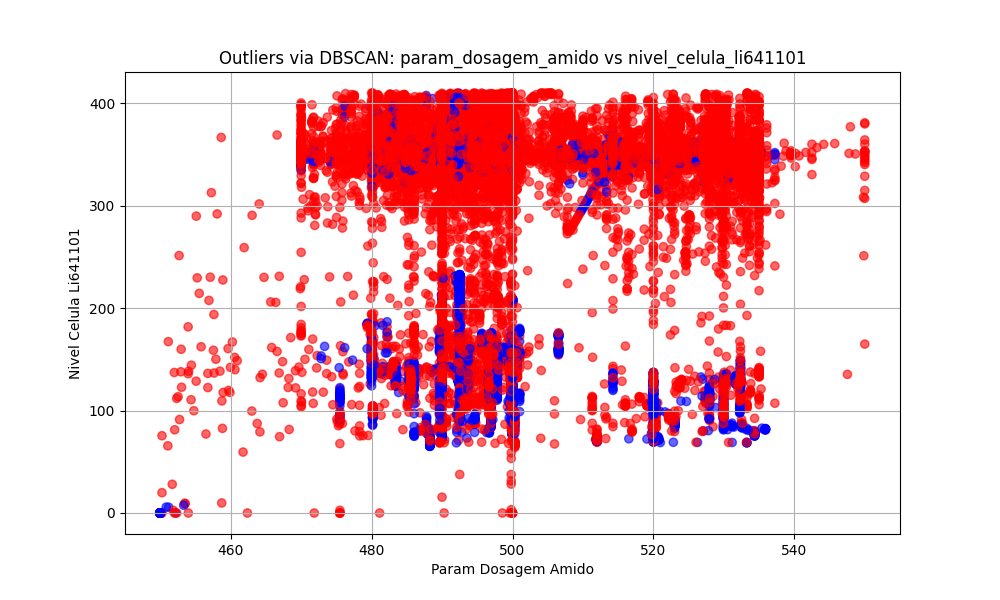 Outliers via DBSCAN: param_dosagem_amido vs nivel_celula_li641101
Nivel Celula Li641101
400
300
200
100
0
460 480 500 520 540
Param Dosagem Amido